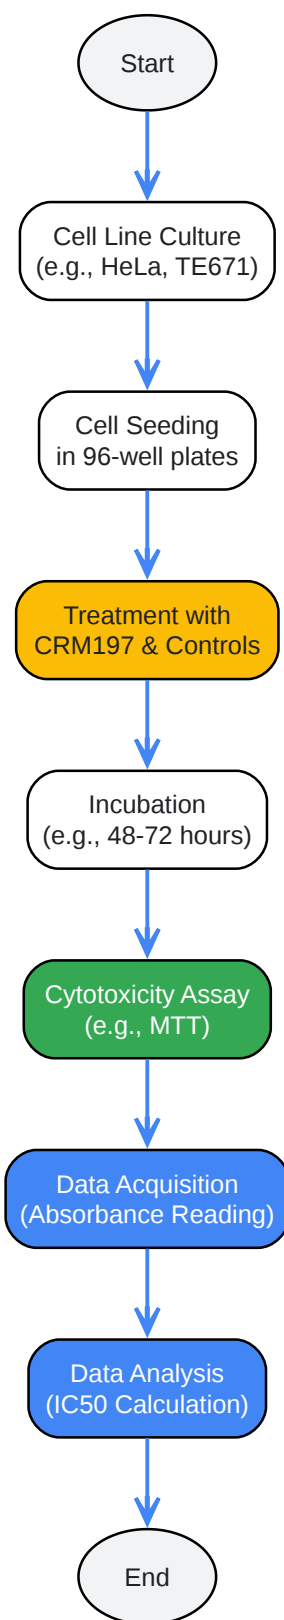 Start
Cell Line Culture
(e.g., HeLa, TE671)
Cell Seeding
in 96-well plates
Treatment with
CRM197 & Controls
Incubation
(e.g., 48-72 hours)
Cytotoxicity Assay
(e.g., MTT)
Data Acquisition
(Absorbance Reading)
Data Analysis
(IC50 Calculation)
End